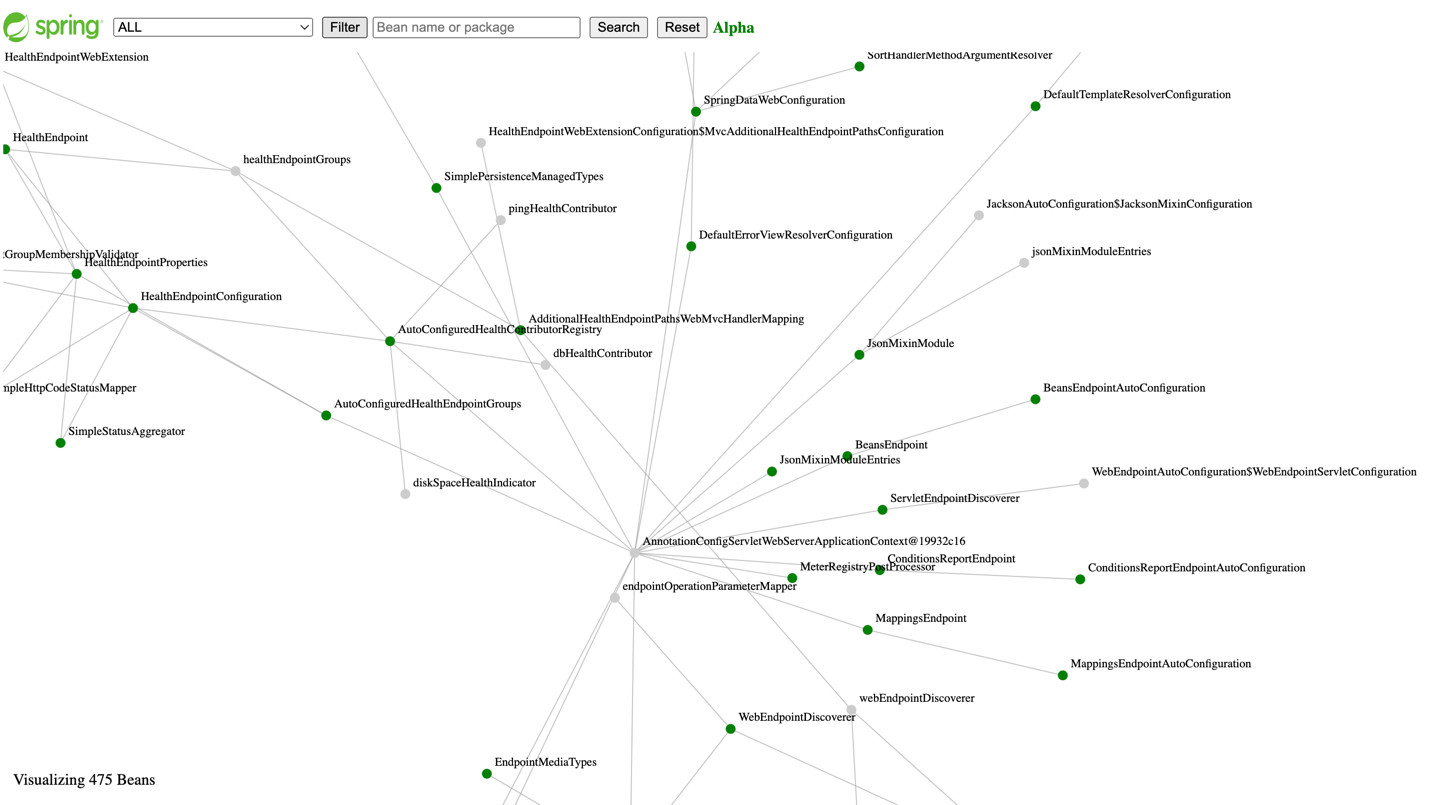 spring
ALL
Filter
Bean name or package
Search
Reset
Alpha
HealthEndpointWebExtension
SortHandlerMethodArgumentResolver
DefaultTemplateResolverConfiguration
SpringDataWebConfiguration
HealthEndpointWebExtensionConfiguration$MvcAdditionalHealthEndpointPathsConfiguration
HealthEndpoint
healthEndpointGroups
SimplePersistenceManagedTypes
JacksonAutoConfiguration$JacksonMixinConfiguration
pingHealthContributor
DefaultErrorViewResolverConfiguration
jsonMixinModuleEntries
:GroupMembershipValidator
HealthEndpointProperties
HealthEndpointConfiguration
AdditionalHealthEndpointPathsWebMvcHandlerMapping
AutoConfiguredHealthContributorRegistry
JsonMixinModule
dbHealthContributor
mpleHttpCodeStatusMapper
BeansEndpointAutoConfiguration
AutoConfiguredHealthEndpointGroups
SimpleStatusAggregator
BeansEndpoint
JsonMixinModuleEntries
WebEndpointAutoConfiguration$WebEndpointServletConfiguration
diskSpaceHealthIndicator
ServletEndpointDiscoverer
AnnotationConfigServletWebServerApplicationContext@19932c16
ConditionsReportEndpoint
MeterRegistryPostProcessor
ConditionsReportEndpointAutoConfiguration
endpointOperationParameterMapper
MappingsEndpoint
MappingsEndpointAutoConfiguration
webEndpointDiscoverer
WebEndpointDiscoverer
EndpointMediaTypes
Visualizing 475 Beans